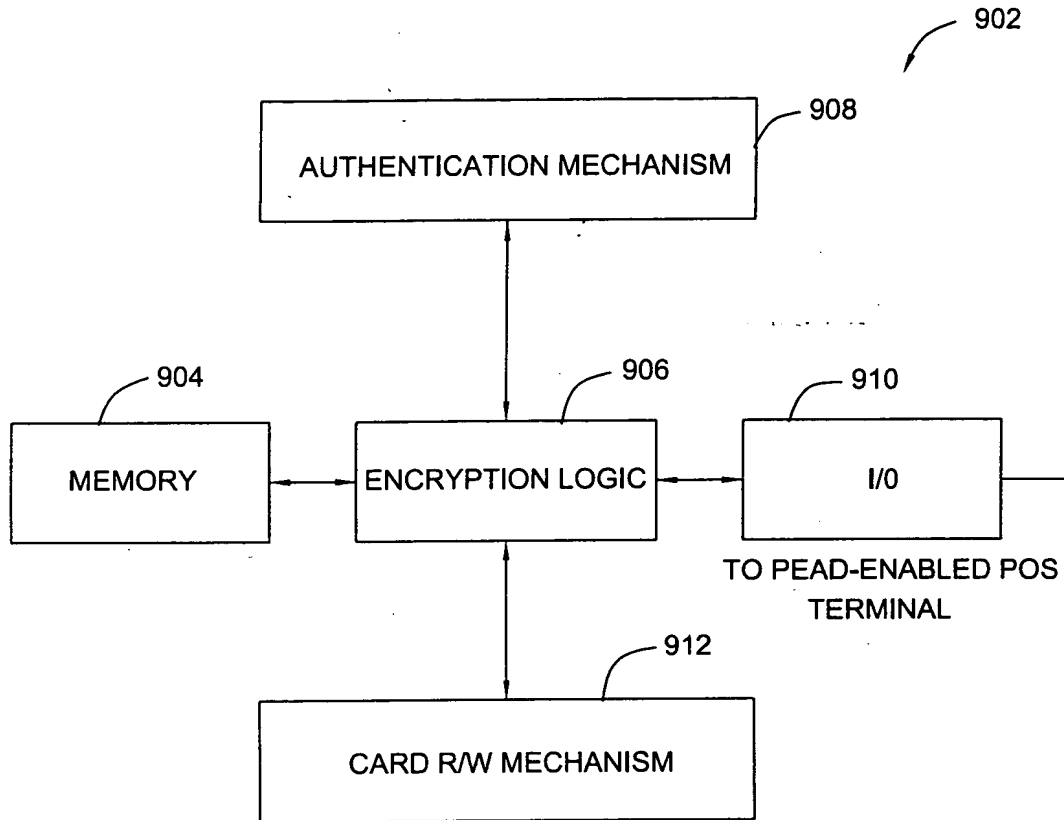 902
908
AUTHENTICATION MECHANISM
904
906
910
MEMORY
ENCRYPTION LOGIC
I/0
TO PEAD-ENABLED POS
TERMINAL
912
CARD R/W MECHANISM